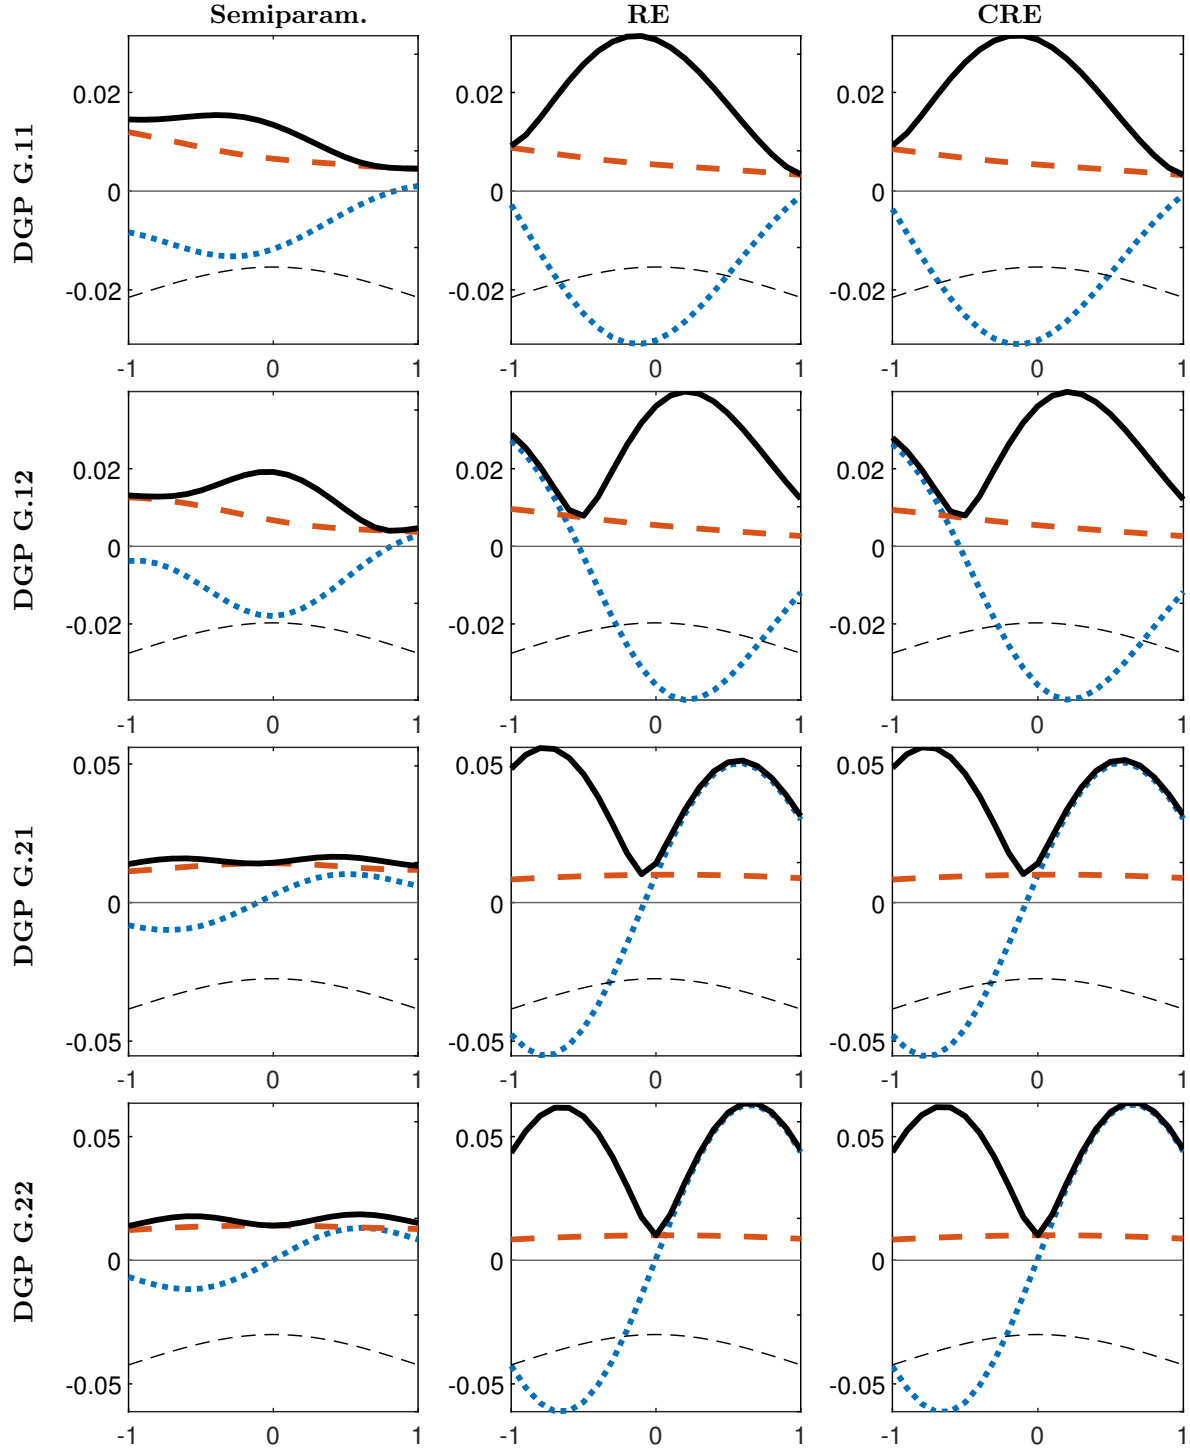 Semiparam. RE CRE
DGP G.11
0.02 0.02 0.02
0 0 0
-0.02 -0.02 -0.02
-1 0 1 -1 0 1 -1 0 1
DGP G.12
0.02 0.02 0.02
0 0 0
-0.02 -0.02 -0.02
-1 0 1 -1 0 1 -1 0 1
DGP G.21
0.05 0.05 0.05
0 0 0
-0.05 -0.05 -0.05
-1 0 1 -1 0 1 -1 0 1
DGP G.22
0.05 0.05 0.05
0 0 0
-0.05 -0.05 -0.05
-1 0 1 -1 0 1 -1 0 1